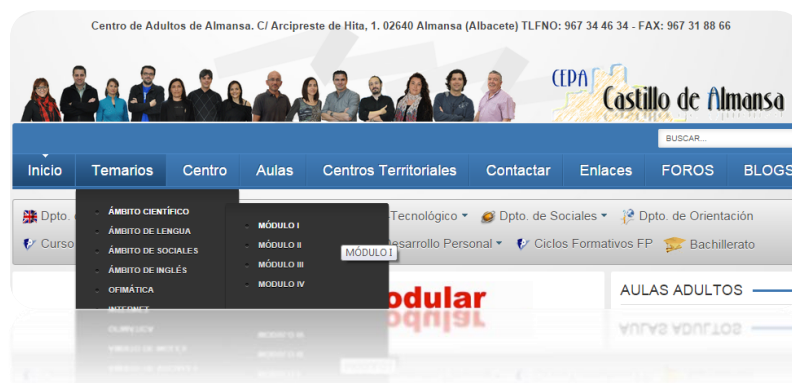 Centro de Adultos de Almansa. C/ Arcipreste de Hita, 1. 02640 Almansa (Albacete) TLFNO: 967 34 46 34 - FAX: 967 31 88 66
CEPA
Castillo de Almansa
BUSCAR...
Inicio Temarios Centro Aulas Centros Territoriales Contactar Enlaces FOROS BLOGS
ÁMBITO CIENTÍFICO
ÁMBITO DE LENGUA
ÁMBITO DE SOCIALES
ÁMBITO DE INGLÉS
OFIMÁTICA
INTERNET
MÓDULO I
MÓDULO II
MÓDULO III
MÓDULO IV
MÓDULO I
Dpto. Tecnológico Dpto. de Sociales Dpto. de Orientación
Curso Personal Ciclos Formativos FP Bachillerato
AULAS ADULTOS